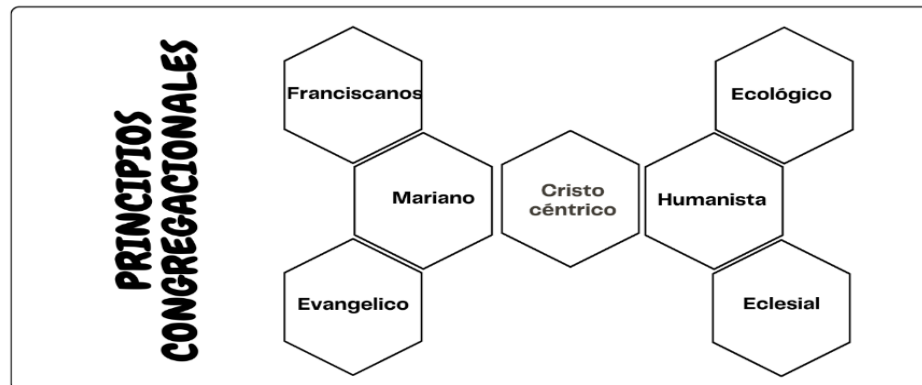 PRINCIPIOS
CONGREGACIONALES
Franciscanos
Ecológico
Mariano
Cristo
céntrico
Humanista
Evangelico
Eclesial